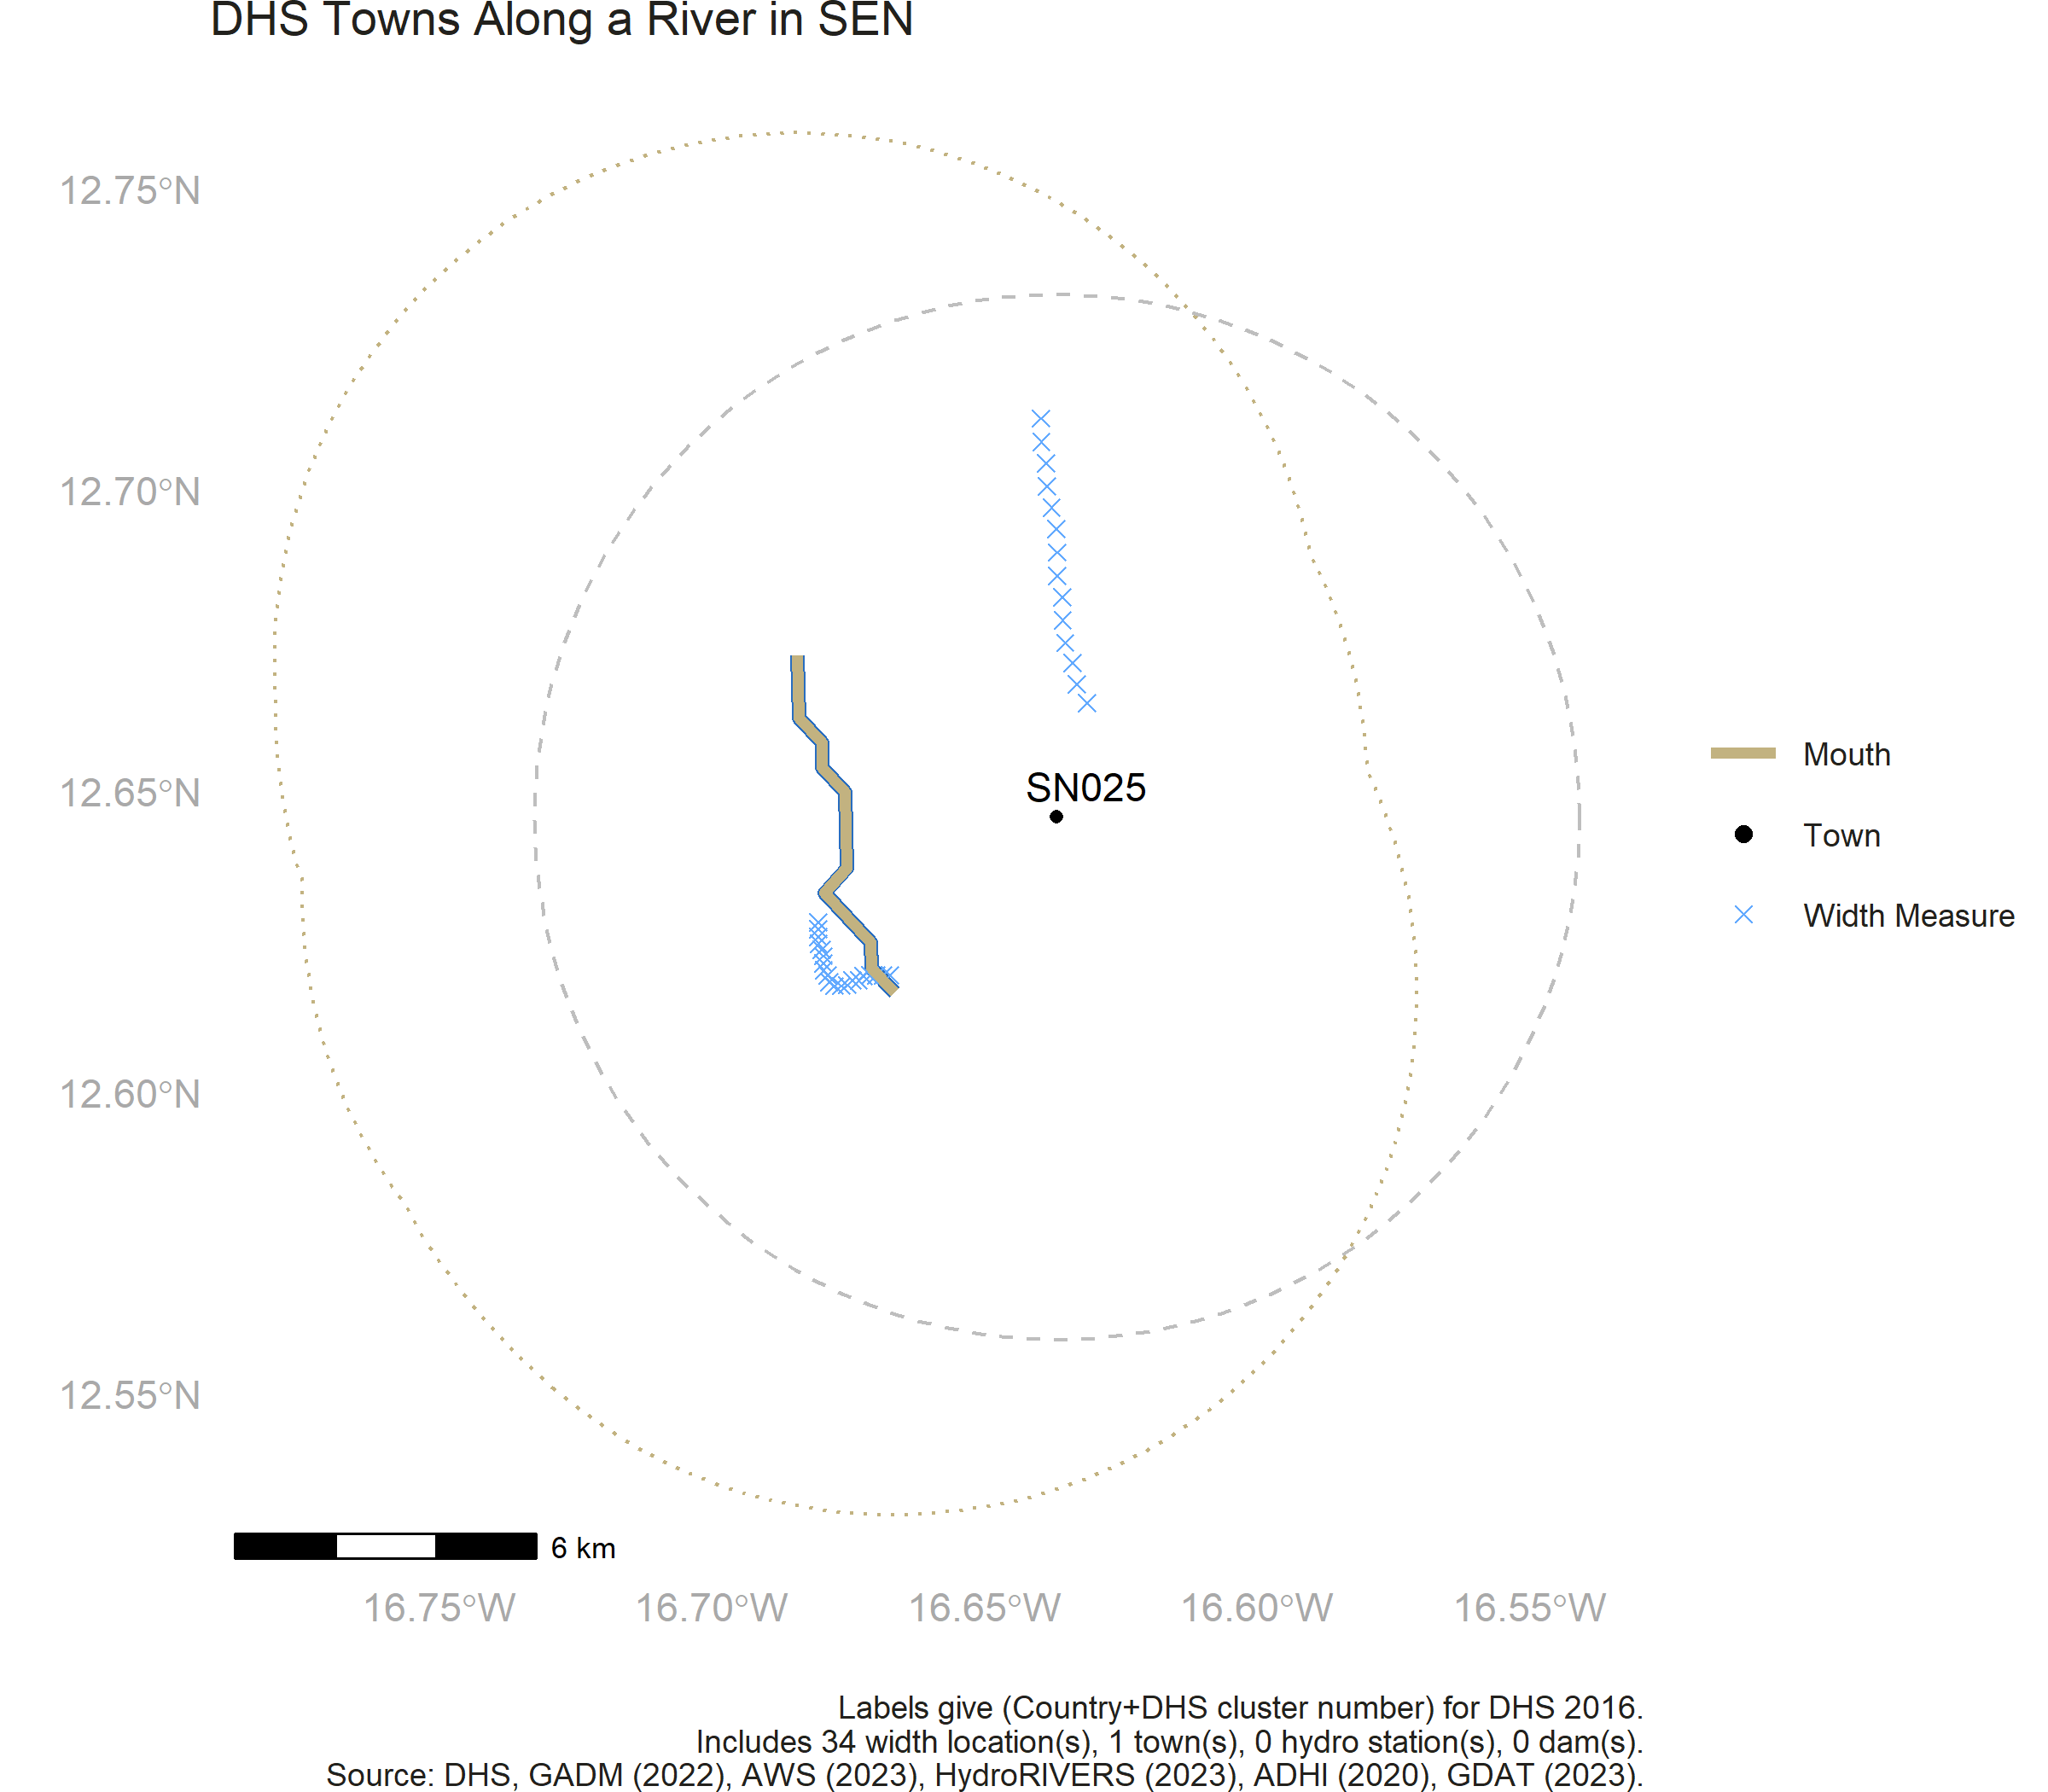 DHS Towns Along a River in SEN
12.75°N
12.70°N
12.65°N
12.60°N
12.55°N
SN025
Mouth
Town
Width Measure
6 km
16.75°W
16.70°W
16.65°W
16.60°W
16.55°W
Labels give (Country+DHS cluster number) for DHS 2016.
Includes 34 width location(s), 1 town(s), 0 hydro station(s), 0 dam(s).
Source: DHS, GADM (2022), AWS (2023), HydroRIVERS (2023), ADHI (2020), GDAT (2023).